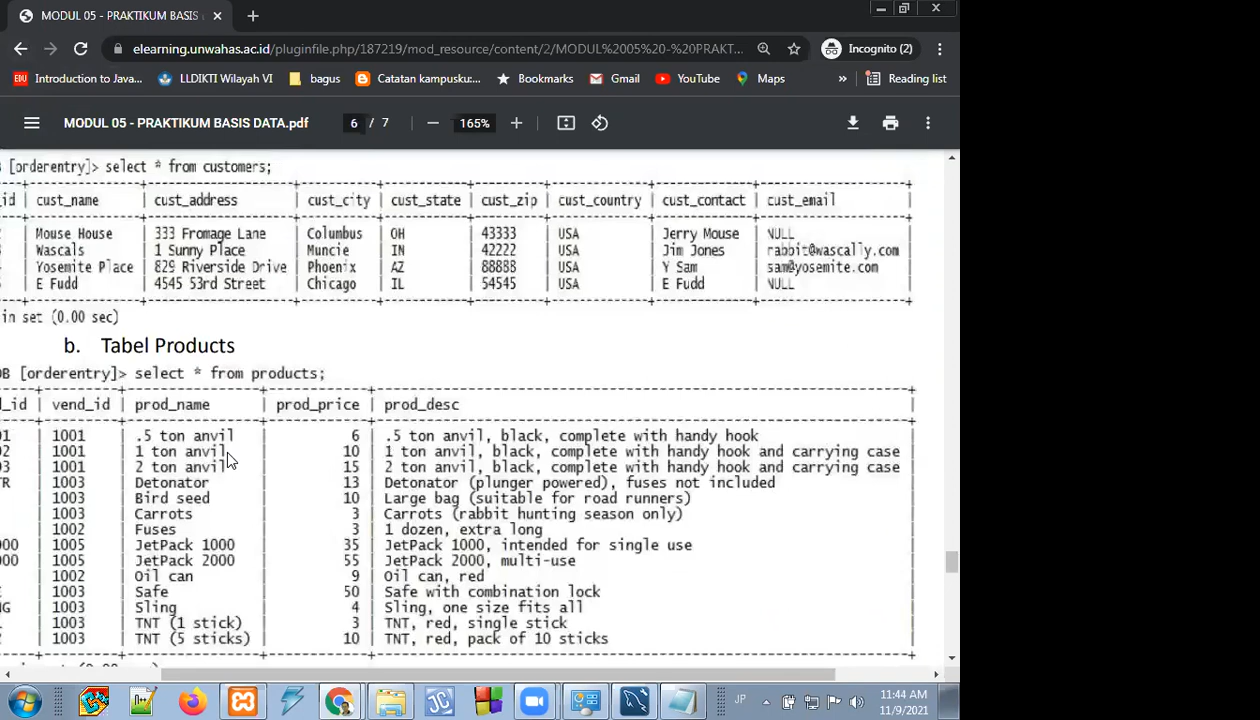 MODUL 05 - PRAKTIKUM BASIS DATA
elearning.unwahas.ac.id/pluginfile.php/187219/mod_resource/content/2/MODUL%2005%20-%20PRAKT...
Incognito (2)
EDU Introduction to Java... LLDIKTI Wilayah VI bagus Catatan kampusku:... Bookmarks Gmail YouTube Maps » Reading list
MODUL 05 - PRAKTIKUM BASIS DATA.pdf 6 / 7 165%
[orderentry]> select * from customers;
_id | cust_name | cust_address | cust_city | cust_state | cust_zip | cust_country | cust_contact | cust_email |
| Mouse House | 333 Fromage Lane | Columbus | OH | 43333 | USA | Jerry Mouse | NULL |
| Wascals | 1 Sunny Place | Muncie | IN | 42222 | USA | Jim Jones | rabbit@wascally.com |
| Yosemite Place | 829 Riverside Drive | Phoenix | AZ | 88888 | USA | Y Sam | sam@yosemite.com |
| E Fudd | 4545 53rd Street | Chicago | IL | 54545 | USA | E Fudd | NULL |
in set (0.00 sec)
b. Tabel Products
[orderentry]> select * from products;
_id | vend_id | prod_name | prod_price | prod_desc |
| 1001 | .5 ton anvil | 6 | .5 ton anvil, black, complete with handy hook |
| 1001 | 1 ton anvil | 10 | 1 ton anvil, black, complete with handy hook and carrying case |
| 1001 | 2 ton anvil | 15 | 2 ton anvil, black, complete with handy hook and carrying case |
| 1003 | Detonator | 13 | Detonator (plunger powered), fuses not included |
| 1003 | Bird seed | 10 | Large bag (suitable for road runners) |
| 1003 | Carrots | 3 | Carrots (rabbit hunting season only) |
| 1002 | Fuses | 3 | 1 dozen, extra long |
000 | 1005 | JetPack 1000 | 35 | JetPack 1000, intended for single use |
000 | 1005 | JetPack 2000 | 55 | JetPack 2000, multi-use |
| 1002 | Oil can | 9 | Oil can, red |
| 1003 | Safe | 50 | Safe with combination lock |
| 1003 | Sling | 4 | Sling, one size fits all |
| 1003 | TNT (1 stick) | 3 | TNT, red, single stick |
| 1003 | TNT (5 sticks) | 10 | TNT, red, pack of 10 sticks |
JP 11:44 AM
11/9/2021